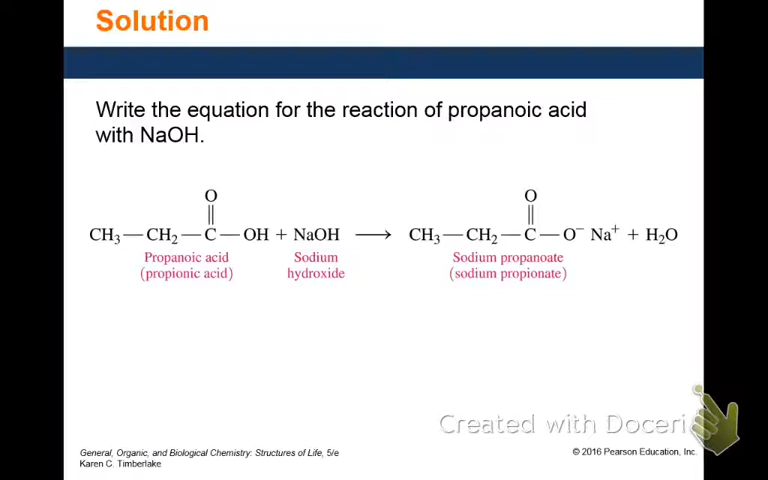 Solution
Write the equation for the reaction of propanoic acid
with NaOH.
O O
CH₃—CH₂—C—OH + NaOH ⟶ CH₃—CH₂—C—O⁻ Na⁺ + H₂O
Propanoic acid Sodium Sodium propanoate
(propionic acid) hydroxide (sodium propionate)
Created with Doceri
General, Organic, and Biological Chemistry: Structures of Life, 5/e © 2016 Pearson Education, Inc.
Karen C. Timberlake